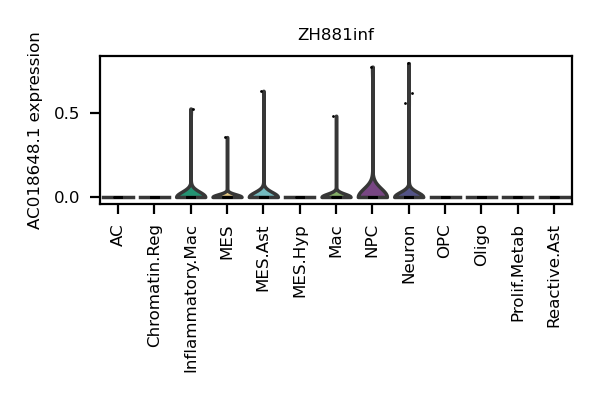 ZH881inf
AC018648.1 expression
0.5
0.0
AC
Chromatin.Reg
Inflammatory.Mac
MES
MES.Ast
MES.Hyp
Mac
NPC
Neuron
OPC
Oligo
Prolif.Metab
Reactive.Ast